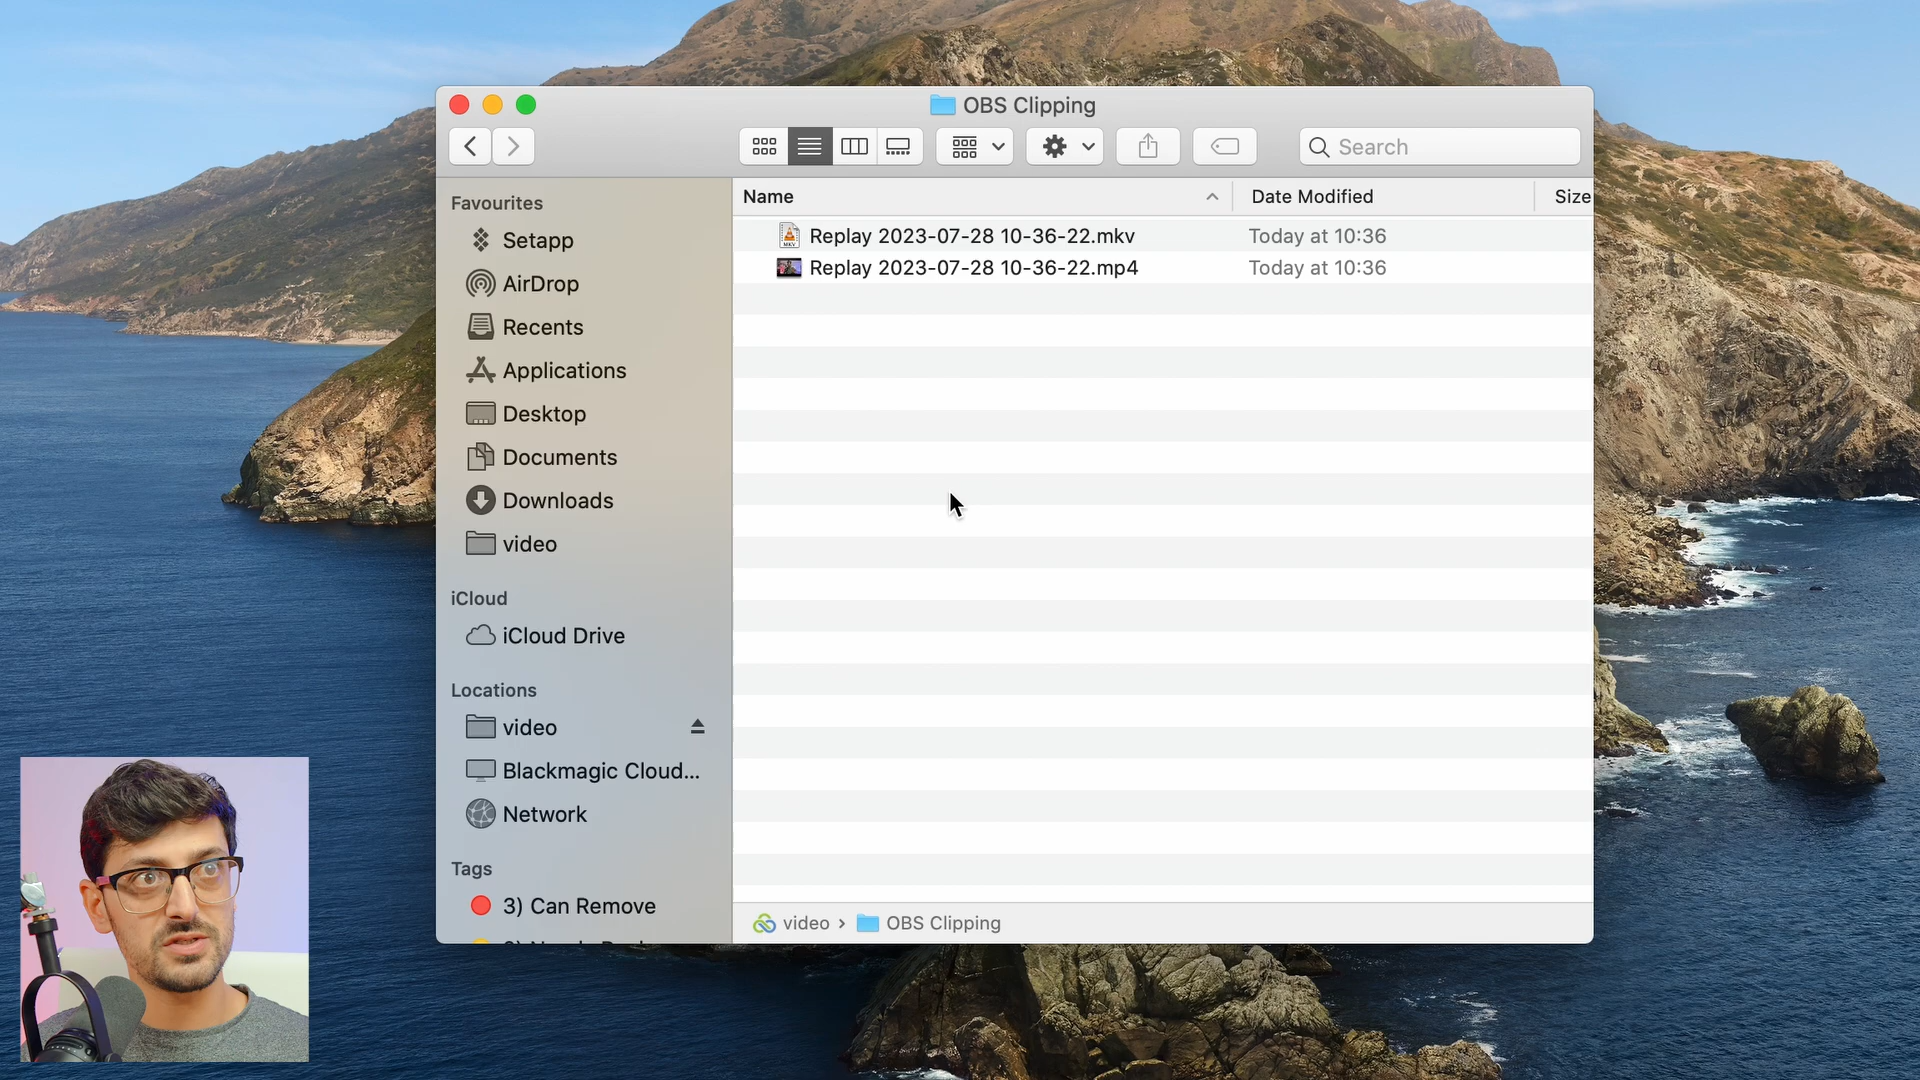 OBS Clipping
Search
Favourites
Setapp
AirDrop
Recents
Applications
Desktop
Documents
Downloads
video
iCloud
iCloud Drive
Locations
video
Blackmagic Cloud...
Network
Tags
3) Can Remove
Name
Date Modified
Size
Replay 2023-07-28 10-36-22.mkv
Today at 10:36
Replay 2023-07-28 10-36-22.mp4
Today at 10:36
video › OBS Clipping